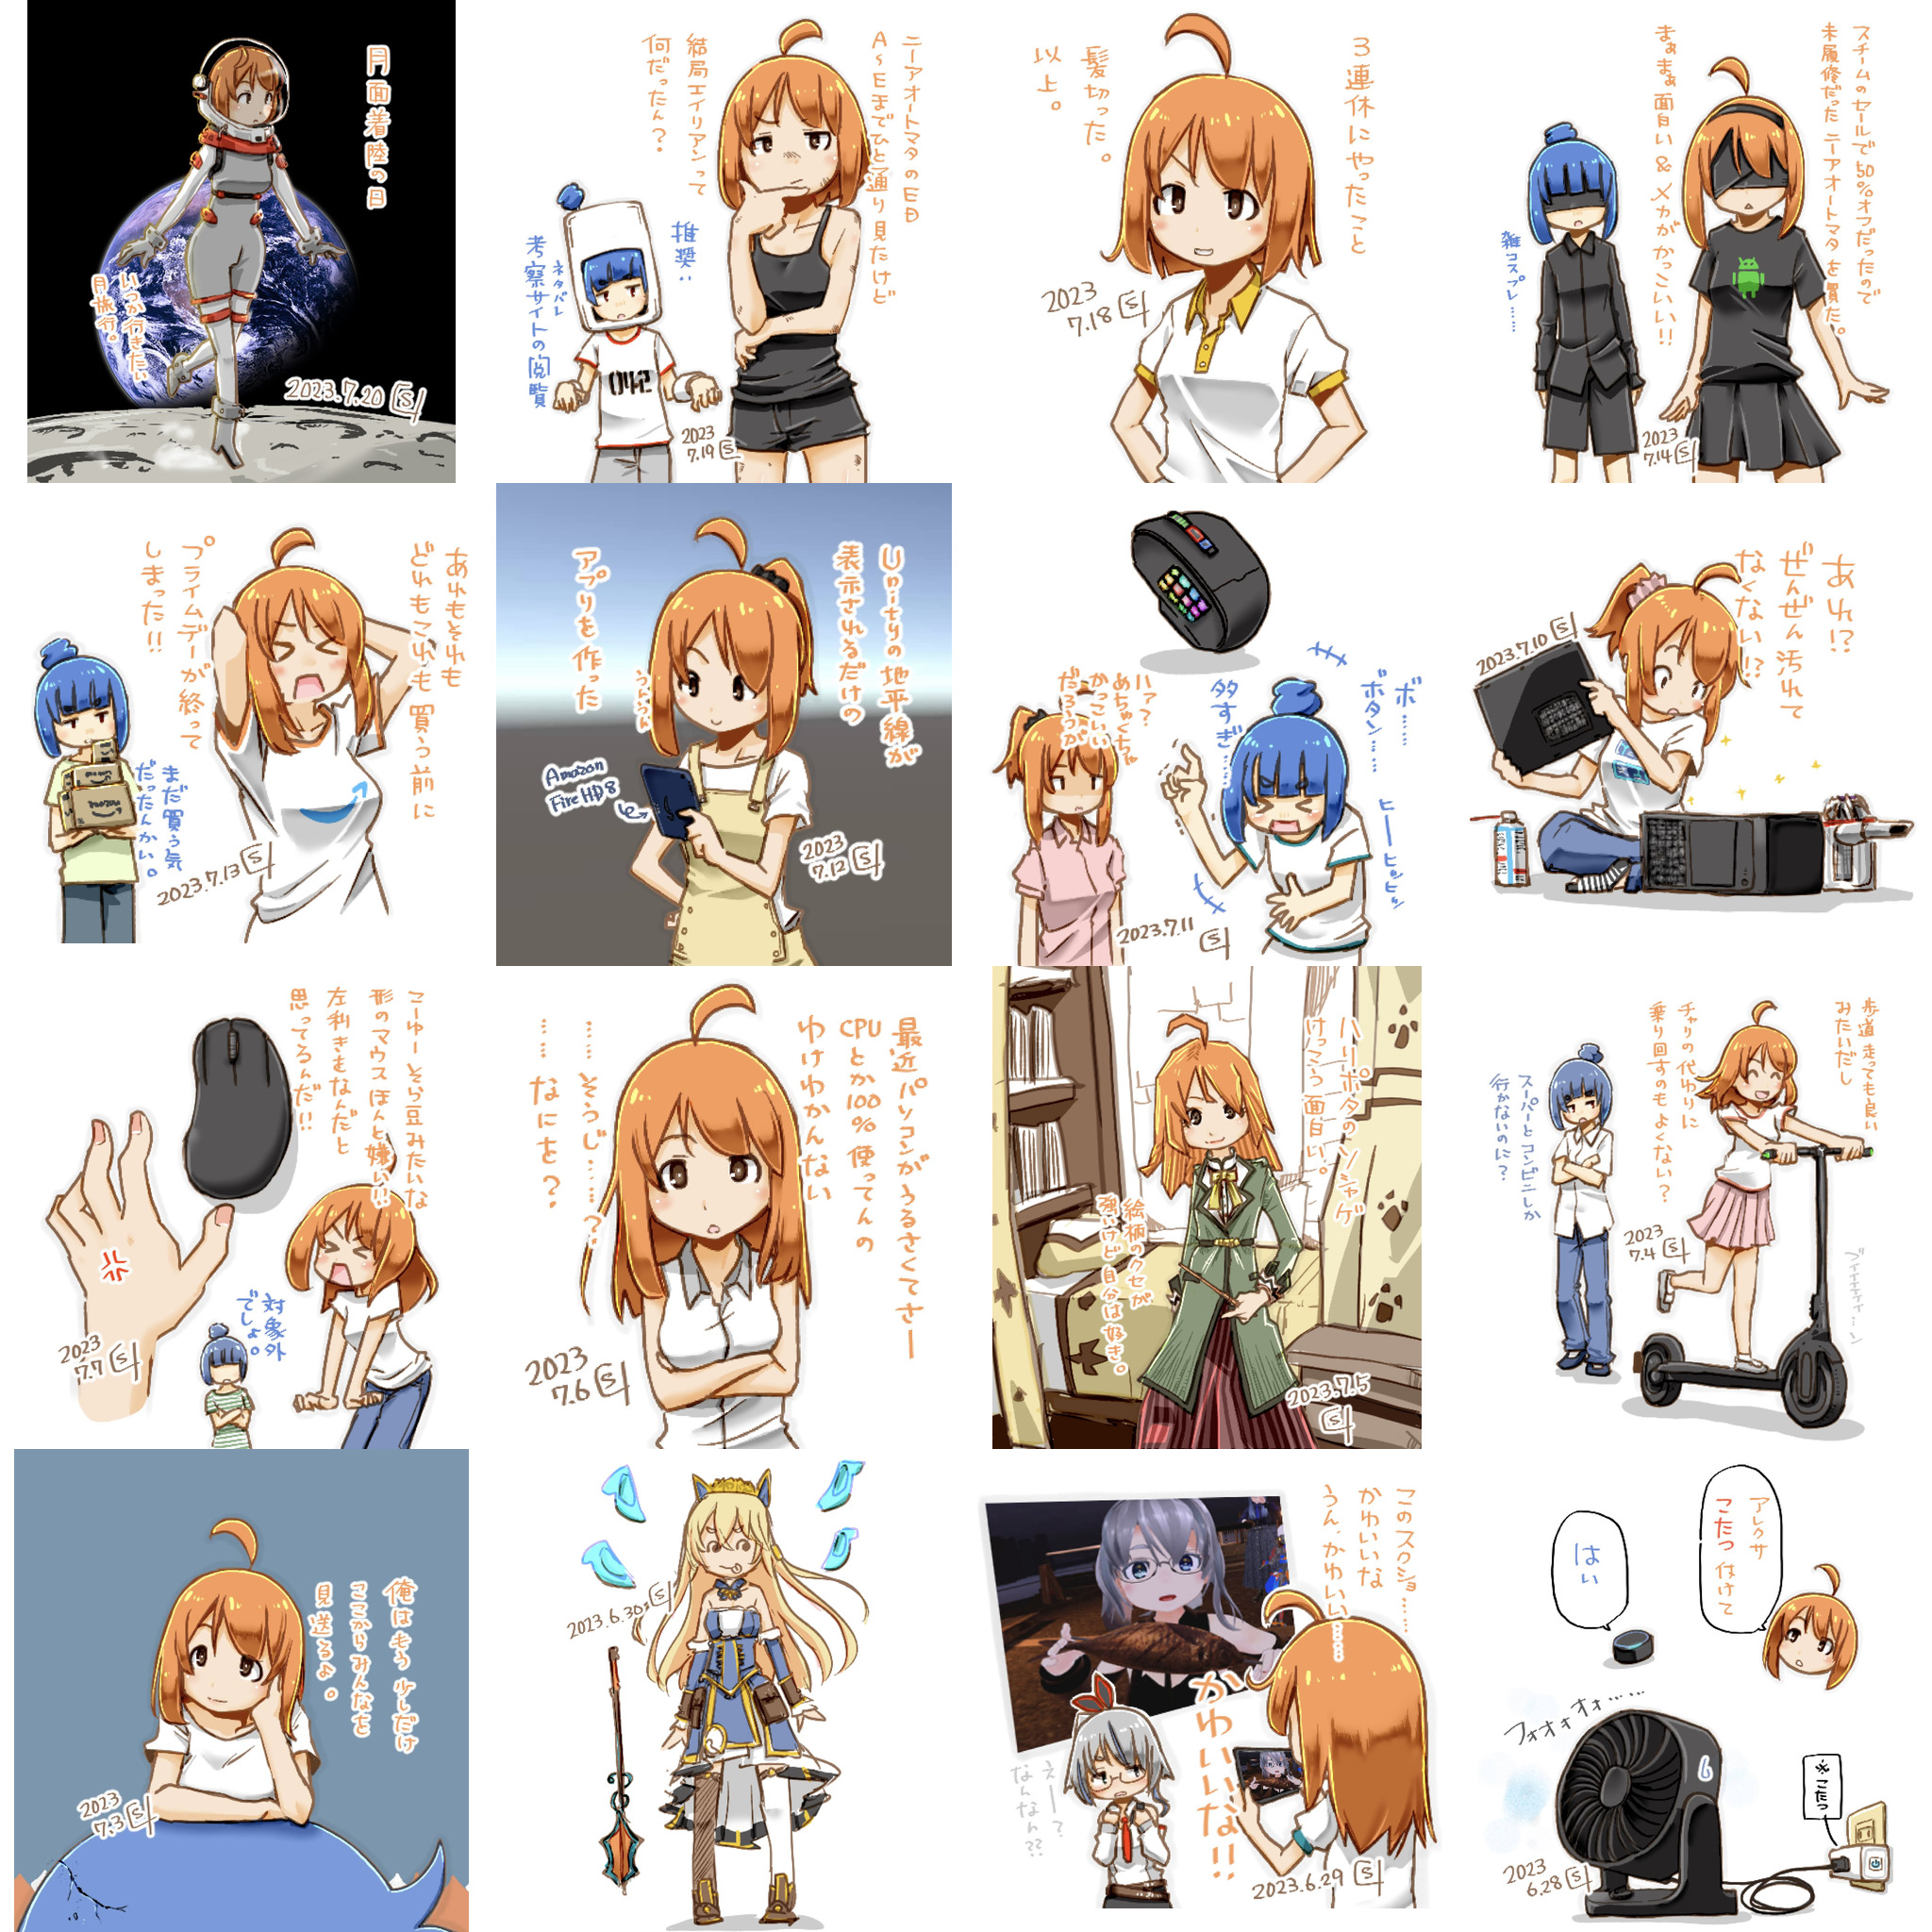 月面着陸の日
いつか行きたい
月旅行。
2023.7.20
ニーアオートマタのED
A~Eまでひと通り見たけど
結局エイリアンって
何だったん?
推奨:
ネタバレ
考察サイトの閲覧
042
2023
7.19
3連休にやったこと
髪切った。
以上。
2023
7.18
スチームのセールで50%オフだったので
未履修だったニーアオートマタを買った。
まぁまぁ面白い&メカがかっこいい!!
雑コスプレ……
2023
7.14
あれもそれも
どれもこれも買う前に
プライムデーが終って
しまった!!
まだ買う気
だったんかい。
2023.7.13
Unityの地平線が
表示されるだけの
アプリを作った
うんうん
Amazon
Fire HD8
2023
7.12
ボ……
ボタン…
多すぎ……
ヒーヒッヒッ
ハァ?
めちゃくちゃ
かっこいい
だろうが
2023.7.11
あれ!?
ぜんぜん汚れて
なくない!?
2023.7.10
こーゆーそら豆みたいな
形のマウスほんと嫌い!!
左利きをなんだと
思ってるんだ!!
対象外
でしょ。
2023
7.7
最近パソコンがうるさくてさー
CPUとか100%使ってんの
わけわかんない
……そうじ……?
……なにを?
2023
7.6
ハリーポタのソシャゲ
けっこう面白い。
絵柄のクセが
強いけど自分は好き。
2023.7.5
歩道走っても良い
みたいだし
チャリの代わりに
乗り回すのもよくない?
スーパーとコンビニしか
行かないのに?
2023
7.4
俺はもう少しだけ
ここからみんなを
見送るよ。
2023
7.3
2023.6.30
このスクショ……
かわいいな
うん、かわいい……
かわいいな!!
えー?
なんなん??
2023.6.29
アレクサ
こたつ付けて
はい
フォオォオォ……
※こたつ
2023
6.28